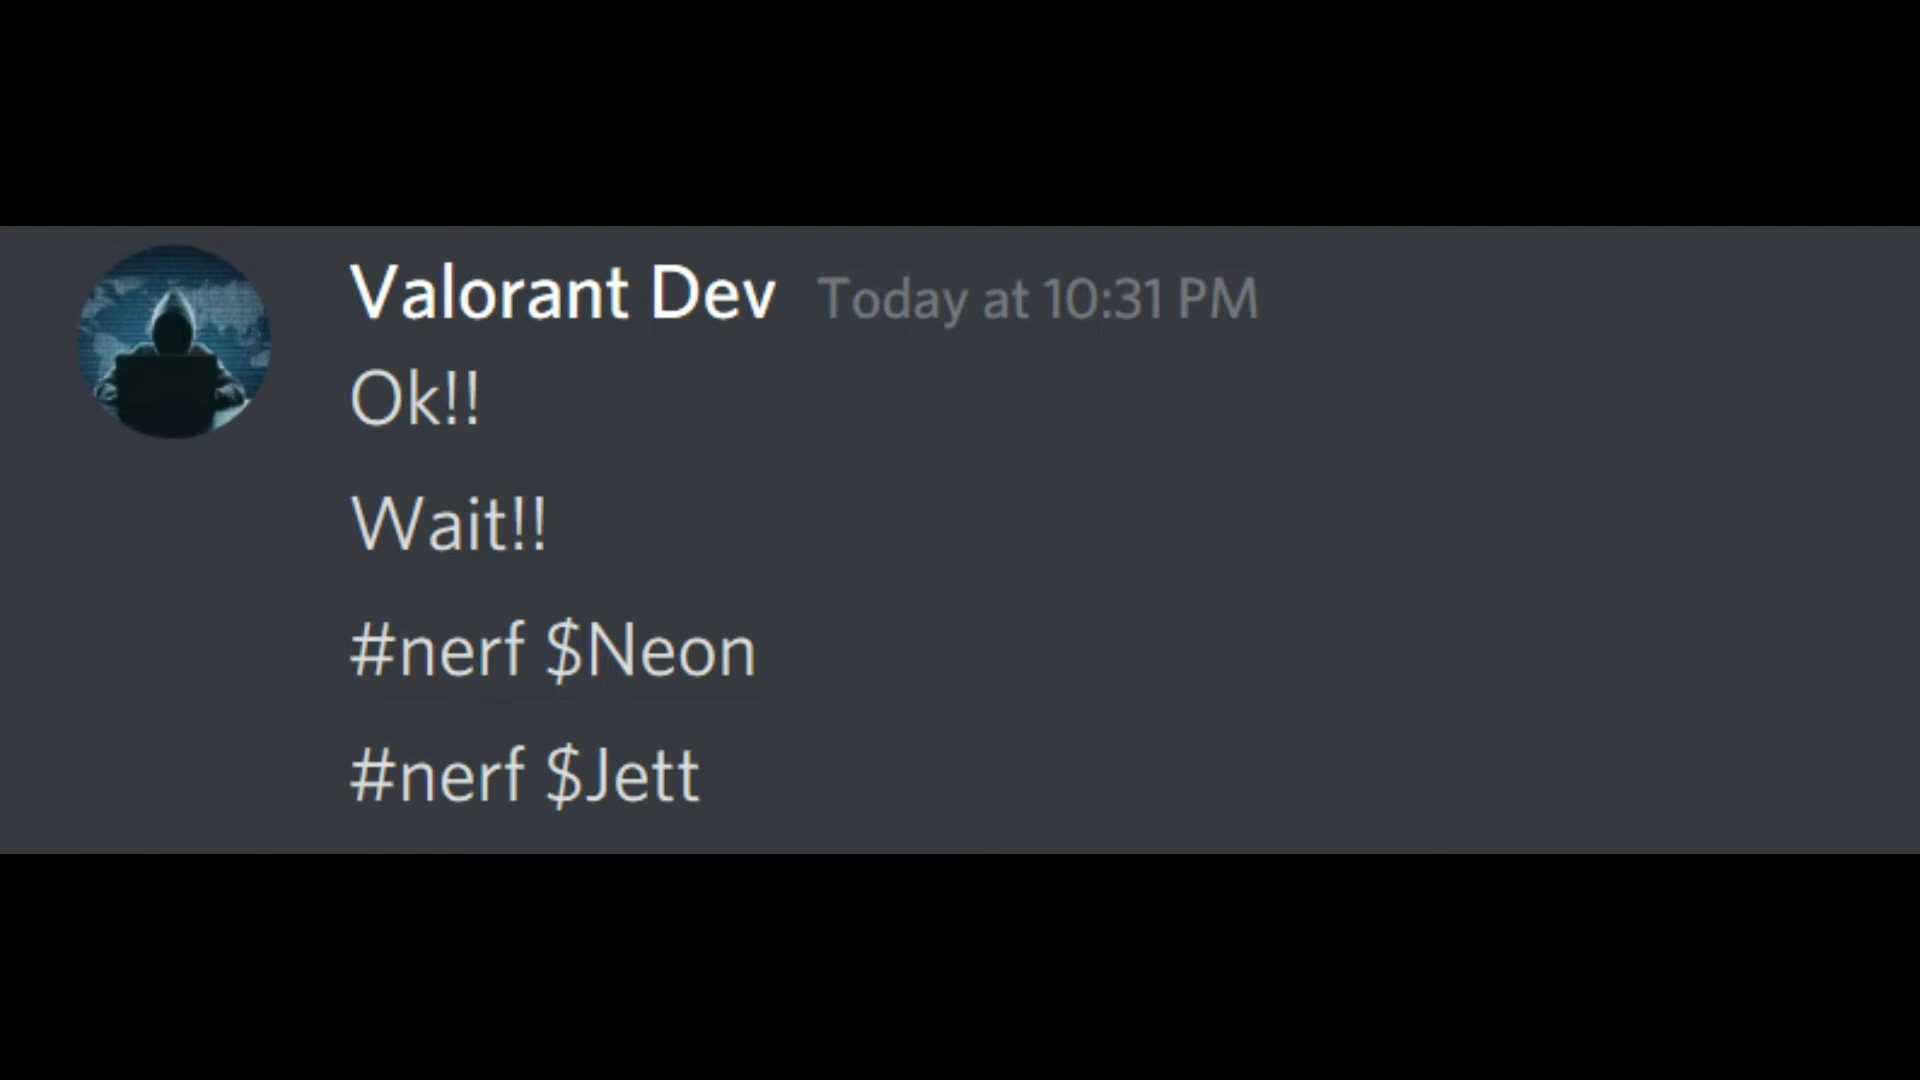 Valorant Dev Today at 10:31 PM
Ok!!
Wait!!
#nerf $Neon
#nerf $Jett